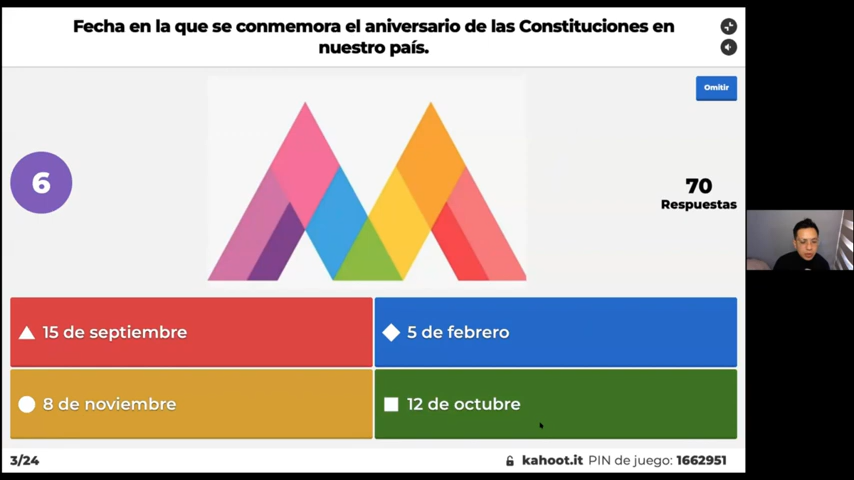 Fecha en la que se conmemora el aniversario de las Constituciones en
nuestro país.
Omitir
6
70
Respuestas
15 de septiembre
5 de febrero
8 de noviembre
12 de octubre
3/24
kahoot.it PIN de juego: 1662951